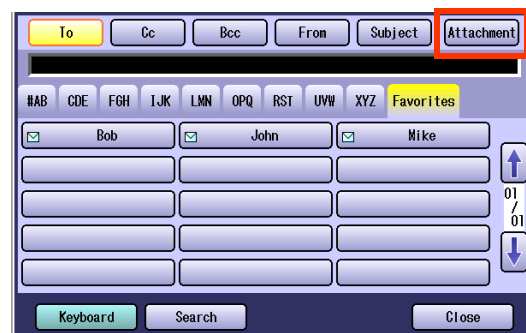 To Cc Bcc From Subject Attachment
#AB CDE FGH IJK LMN OPQ RST UVW XYZ Favorites
Bob John Mike
01
/
01
Keyboard Search Close